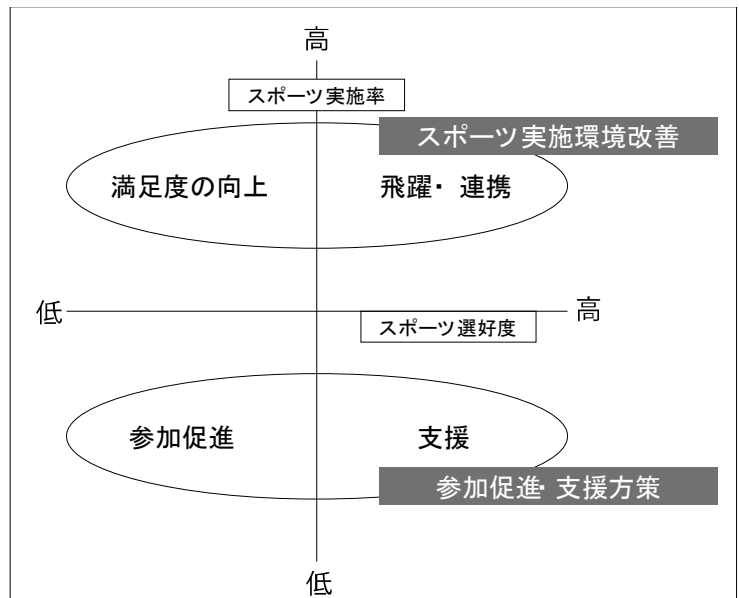 高
スポーツ実施率
スポーツ実施環境改善
満足度の向上
飛躍・連携
低
高
スポーツ選好度
参加促進
支援
参加促進・支援方策
低